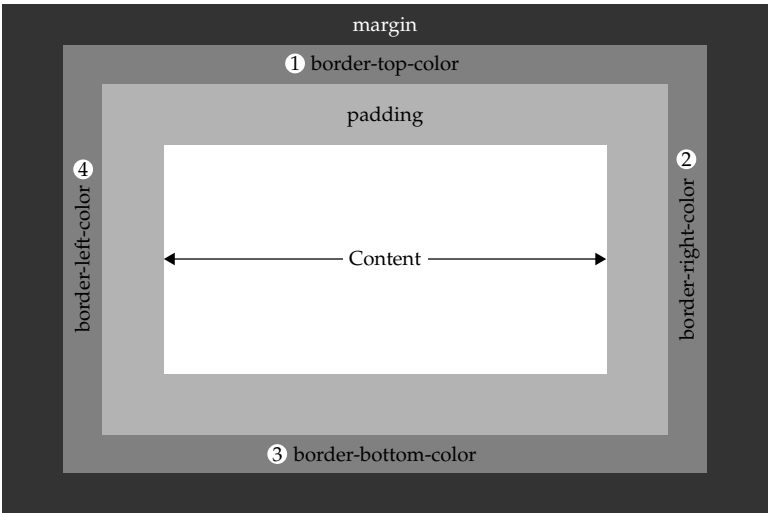 margin
1 border-top-color
padding
4 border-left-color
2 border-right-color
Content
3 border-bottom-color